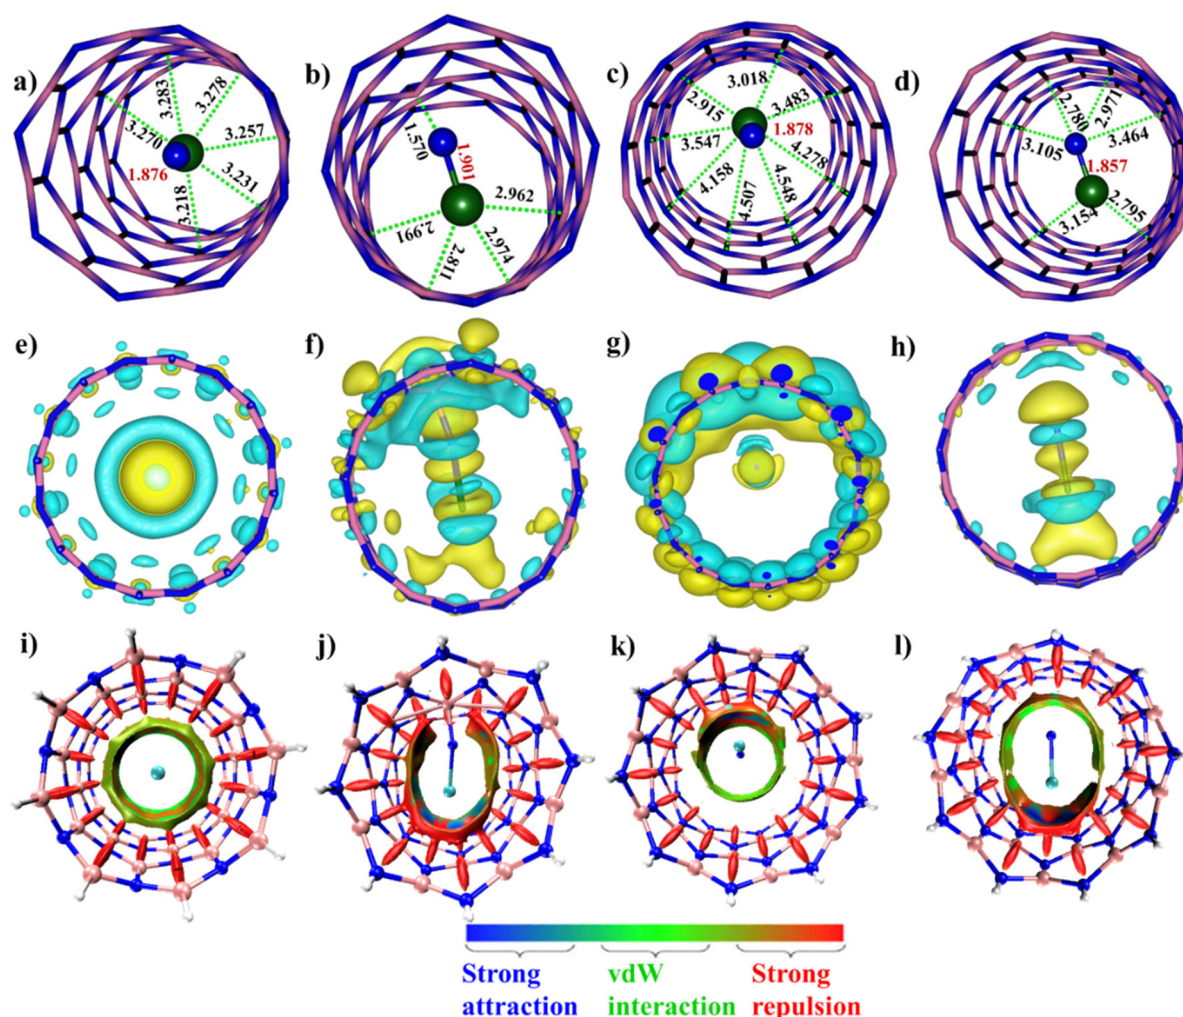 a)
3.283
3.278
3.270
3.257
1.876
3.231
3.218
b)
1.570
1.901
2.962
2.991
2.811
2.974
c)
3.018
2.915
3.483
1.878
3.547
4.278
4.158
4.507
4.548
d)
2.780
2.971
3.464
3.105
1.857
3.154
2.795
e)
f)
g)
h)
i)
j)
k)
l)
Strong
attraction
vdW
interaction
Strong
repulsion